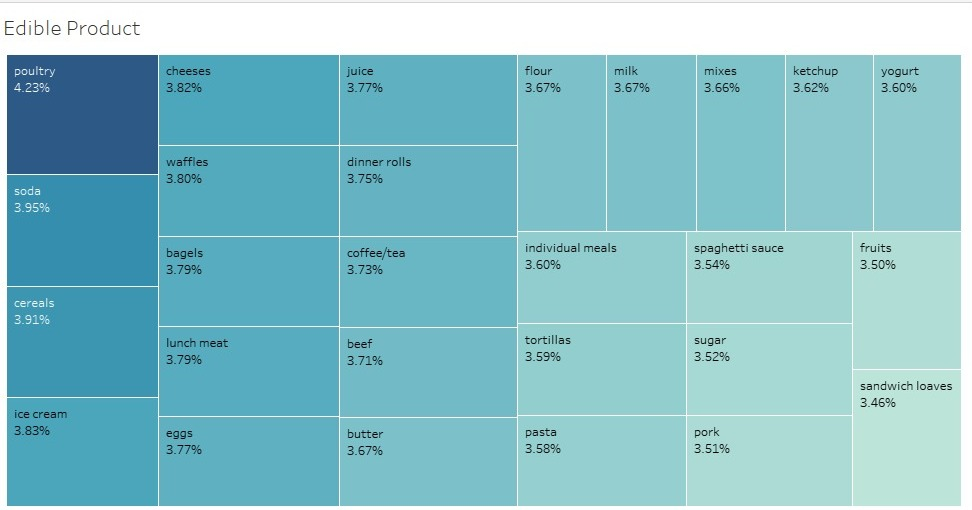 Edible Product
poultry
4.23%
soda
3.95%
cereals
3.91%
ice cream
3.83%
cheeses
3.82%
waffles
3.80%
bagels
3.79%
lunch meat
3.79%
eggs
3.77%
juice
3.77%
dinner rolls
3.75%
coffee/tea
3.73%
beef
3.71%
butter
3.67%
flour
3.67%
milk
3.67%
mixes
3.66%
ketchup
3.62%
yogurt
3.60%
individual meals
3.60%
tortillas
3.59%
pasta
3.58%
spaghetti sauce
3.54%
sugar
3.52%
pork
3.51%
fruits
3.50%
sandwich loaves
3.46%